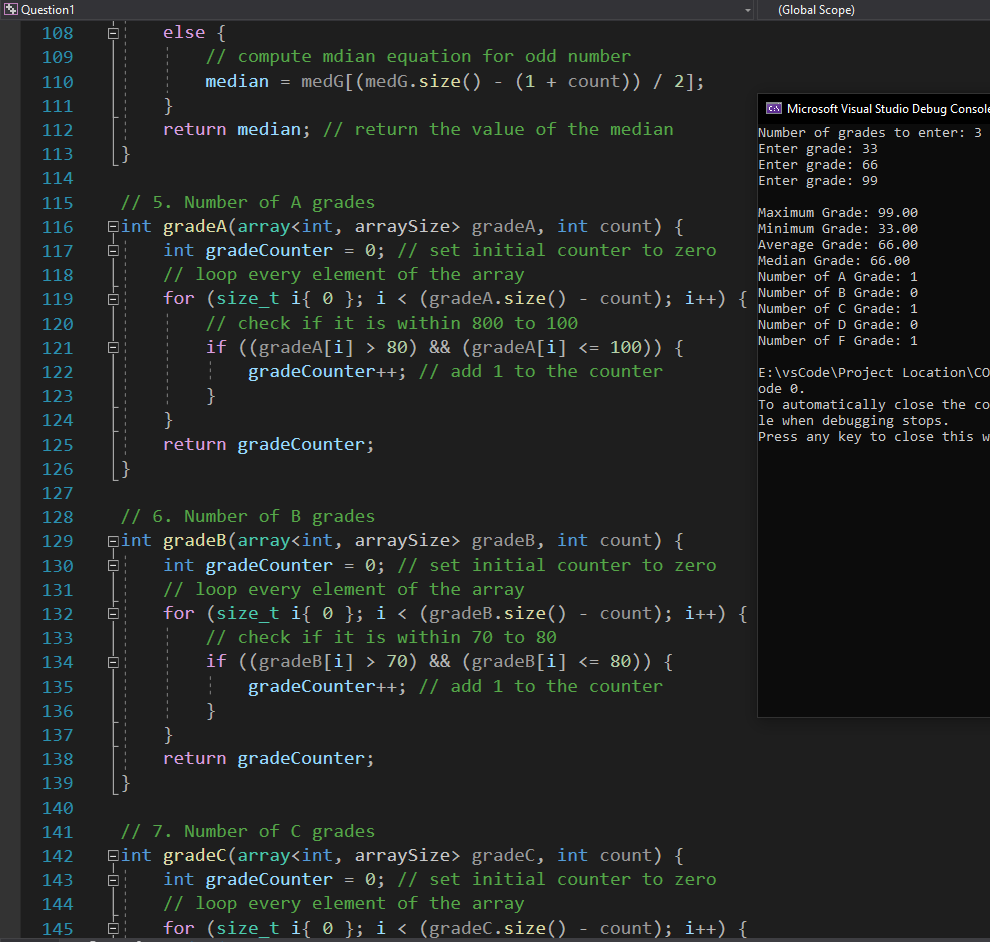 Question1
(Global Scope)
108 else {
109 // compute mdian equation for odd number
110 median = medG[(medG.size() - (1 + count)) / 2];
111 }
112 return median; // return the value of the median
113 }
114
115 // 5. Number of A grades
116 int gradeA(array<int, arraySize> gradeA, int count) {
117 int gradeCounter = 0; // set initial counter to zero
118 // loop every element of the array
119 for (size_t i{ 0 }; i < (gradeA.size() - count); i++) {
120 // check if it is within 800 to 100
121 if ((gradeA[i] > 80) && (gradeA[i] <= 100)) {
122 gradeCounter++; // add 1 to the counter
123 }
124 }
125 return gradeCounter;
126 }
127
128 // 6. Number of B grades
129 int gradeB(array<int, arraySize> gradeB, int count) {
130 int gradeCounter = 0; // set initial counter to zero
131 // loop every element of the array
132 for (size_t i{ 0 }; i < (gradeB.size() - count); i++) {
133 // check if it is within 70 to 80
134 if ((gradeB[i] > 70) && (gradeB[i] <= 80)) {
135 gradeCounter++; // add 1 to the counter
136 }
137 }
138 return gradeCounter;
139 }
140
141 // 7. Number of C grades
142 int gradeC(array<int, arraySize> gradeC, int count) {
143 int gradeCounter = 0; // set initial counter to zero
144 // loop every element of the array
145 for (size_t i{ 0 }; i < (gradeC.size() - count); i++) {
Microsoft Visual Studio Debug Console
Number of grades to enter: 3
Enter grade: 33
Enter grade: 66
Enter grade: 99

Maximum Grade: 99.00
Minimum Grade: 33.00
Average Grade: 66.00
Median Grade: 66.00
Number of A Grade: 1
Number of B Grade: 0
Number of C Grade: 1
Number of D Grade: 0
Number of F Grade: 1

E:\vsCode\Project Location\CO
ode 0.
To automatically close the co
le when debugging stops.
Press any key to close this w